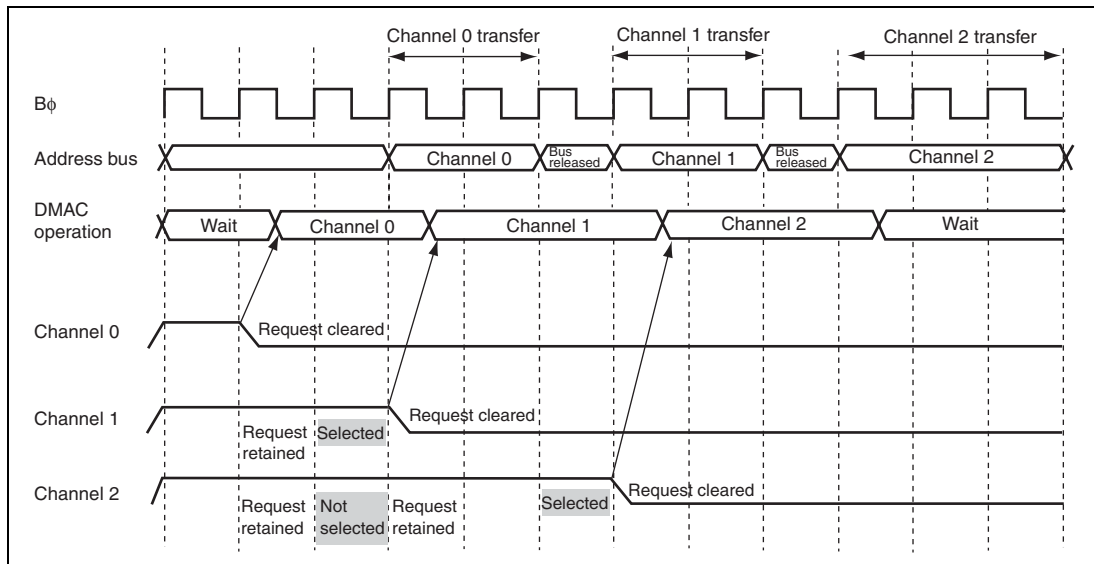 Channel 0 transfer
Channel 1 transfer
Channel 2 transfer
Bϕ
Address bus
Channel 0
Bus
released
Channel 1
Bus
released
Channel 2
DMAC
operation
Wait
Channel 0
Channel 1
Channel 2
Wait
Channel 0
Request cleared
Channel 1
Request cleared
Request
retained
Selected
Channel 2
Request cleared
Request
retained
Not
selected
Request
retained
Selected